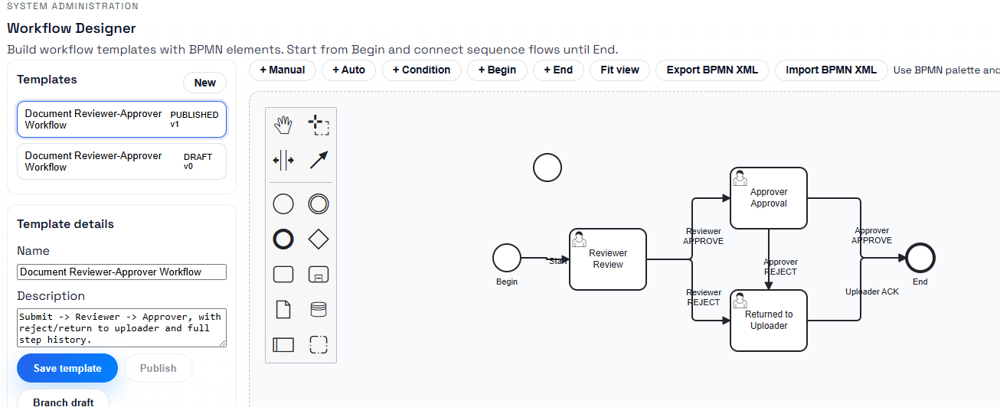 SYSTEM ADMINISTRATION
Workflow Designer
Build workflow templates with BPMN elements. Start from Begin and connect sequence flows until End.
Templates
New
Document Reviewer-Approver
Workflow
PUBLISHED
v1
Document Reviewer-Approver
Workflow
DRAFT
v0
Template details
Name
Document Reviewer-Approver Workflow
Description
Submit -> Reviewer -> Approver, with
reject/return to uploader and full
step history.
Save template
Publish
Branch draft
+ Manual
+ Auto
+ Condition
+ Begin
+ End
Fit view
Export BPMN XML
Import BPMN XML
Use BPMN palette and
Begin
Start
Reviewer
Review
Reviewer
APPROVE
Reviewer
REJECT
Approver
Approval
Approver
REJECT
Returned to
Uploader
Approver
APPROVE
Uploader ACK
End